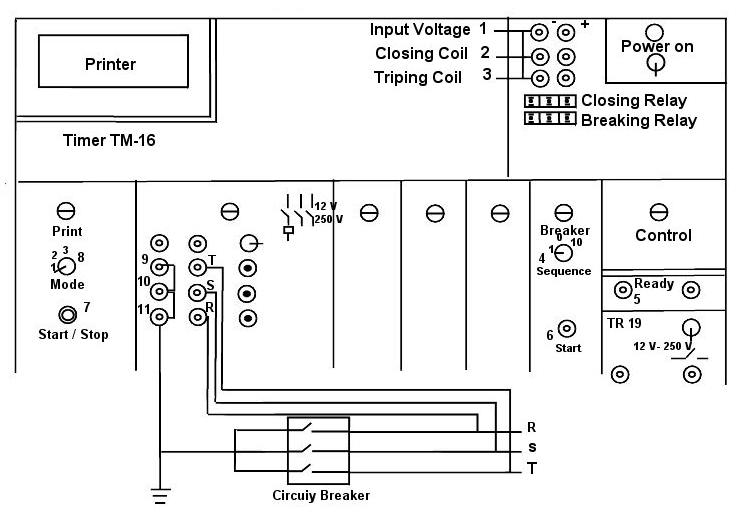 Input Voltage 1 - +
Closing Coil 2
Triping Coil 3
Power on
Printer
Closing Relay
Breaking Relay
Timer TM-16
12 V
250 V
Print
Breaker
Control
2 3 8
1
Mode
9 T
10 S
11 R
0
1 10
4
Sequence
Ready
5
7
Start / Stop
6
Start
TR 19
12 V- 250 V
R
S
T
Circuiy Breaker